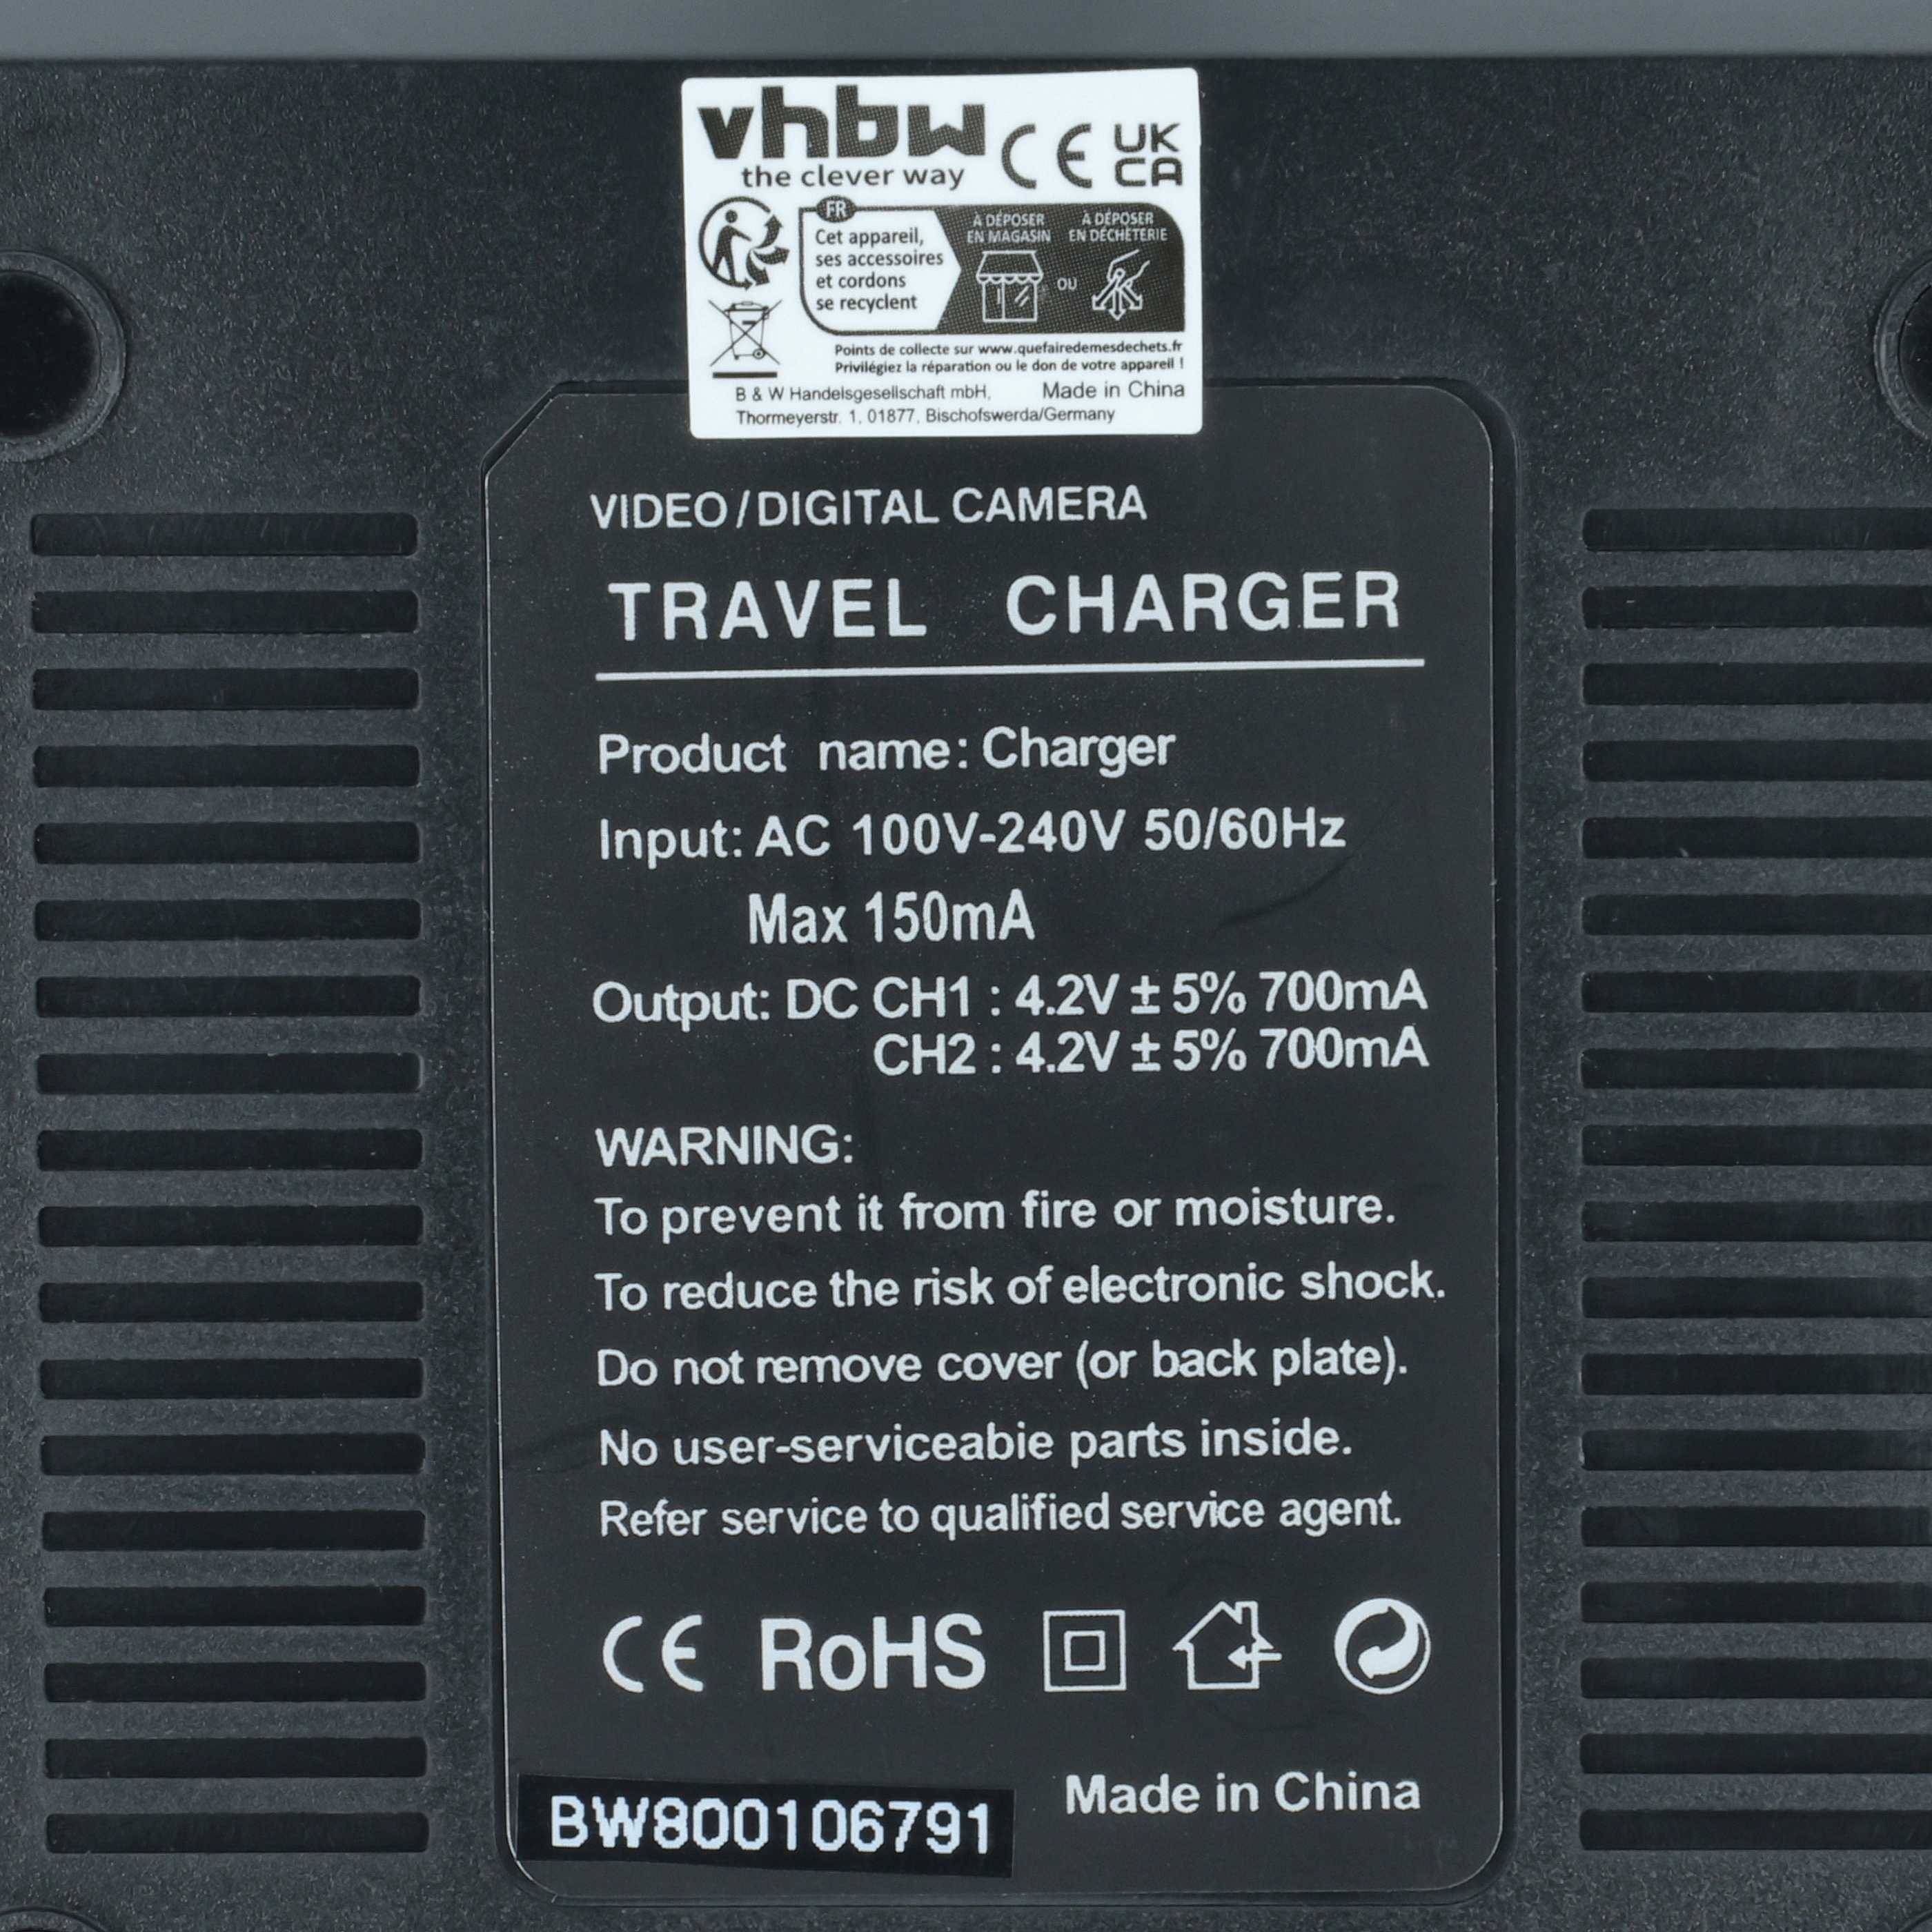 vhbw
the clever way
CE
UK
CA
FR
Cet appareil,
ses accessoires
et cordons
se recyclent
À DÉPOSER
EN MAGASIN
OU
À DÉPOSER
EN DÉCHÈTERIE
Points de collecte sur www.quefairedemesdechets.fr
Privilégiez la réparation ou le don de votre appareil !
B & W Handelsgesellschaft mbH, Made in China
Thormeyerstr. 1, 01877, Bischofswerda/Germany
VIDEO/DIGITAL CAMERA
TRAVEL CHARGER
Product name: Charger
Input: AC 100V-240V 50/60Hz
Max 150mA
Output: DC CH1 : 4.2V ± 5% 700mA
CH2 : 4.2V ± 5% 700mA
WARNING:
To prevent it from fire or moisture.
To reduce the risk of electronic shock.
Do not remove cover (or back plate).
No user-serviceabie parts inside.
Refer service to qualified service agent.
CE RoHS
Made in China
BW800106791